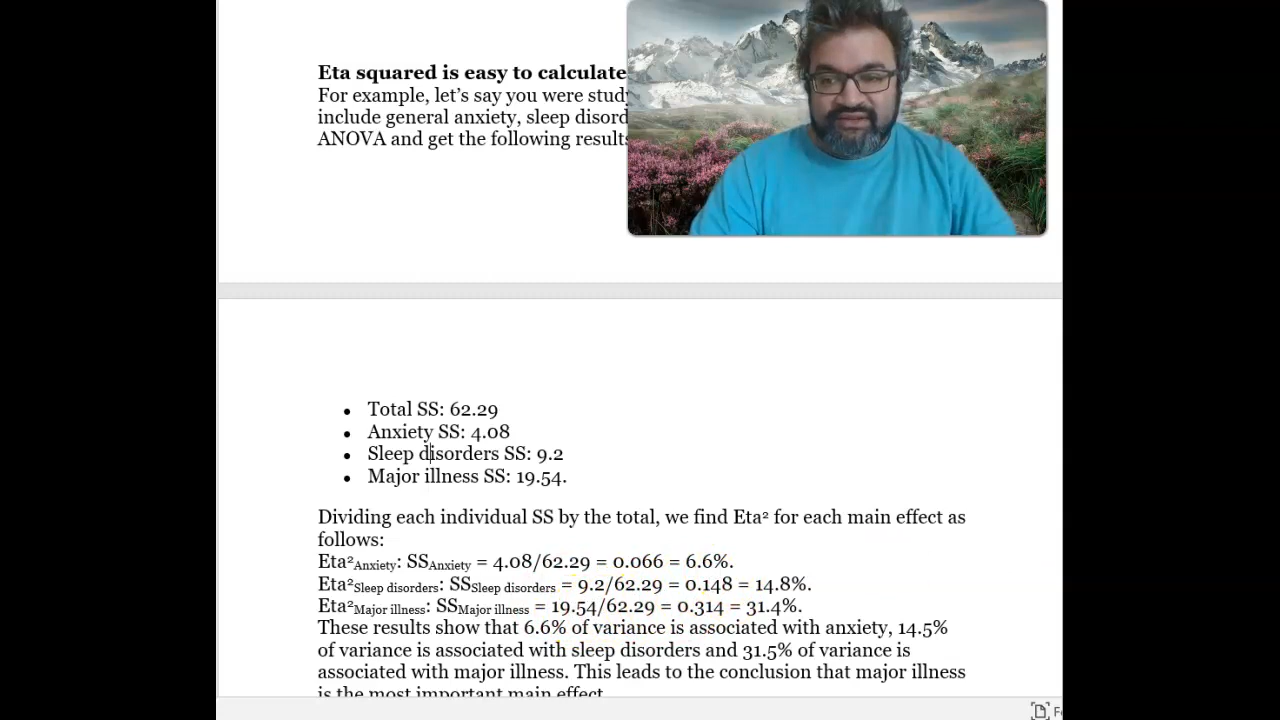 Eta squared is easy to calculate
For example, let’s say you were study
include general anxiety, sleep disord
ANOVA and get the following results
• Total SS: 62.29
• Anxiety SS: 4.08
• Sleep disorders SS: 9.2
• Major illness SS: 19.54.
Dividing each individual SS by the total, we find Eta² for each main effect as
follows:
Eta²Anxiety: SSAnxiety = 4.08/62.29 = 0.066 = 6.6%.
Eta²Sleep disorders: SSSleep disorders = 9.2/62.29 = 0.148 = 14.8%.
Eta²Major illness: SSMajor illness = 19.54/62.29 = 0.314 = 31.4%.
These results show that 6.6% of variance is associated with anxiety, 14.5%
of variance is associated with sleep disorders and 31.5% of variance is
associated with major illness. This leads to the conclusion that major illness
is the most important main effect.